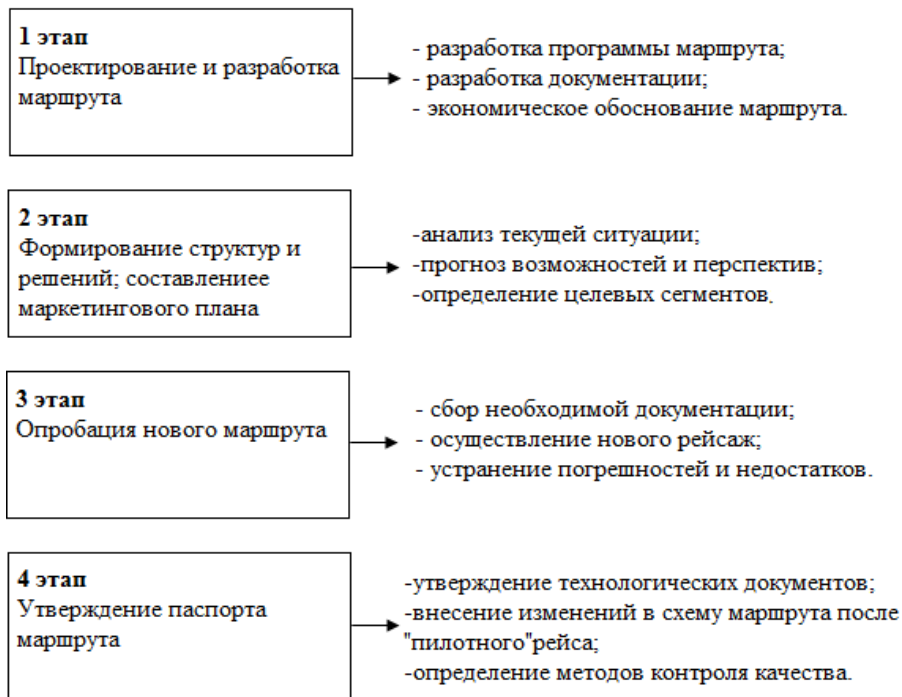 1 этап
Проектирование и разработка
маршрута
- разработка программы маршрута;
- разработка документации;
- экономическое обоснование маршрута.
2 этап
Формирование структур и
решений; составлениее
маркетингового плана
-анализ текущей ситуации;
-прогноз возможностей и перспектив;
-определение целевых сегментов.
3 этап
Опробация нового маршрута
- сбор необходимой документации;
- осуществление нового рейсаж;
- устранение погрешностей и недостатков.
4 этап
Утверждение паспорта
маршрута
-утверждение технологических документов;
-внесение изменений в схему маршрута после
"пилотного"рейса;
-определение методов контроля качества.